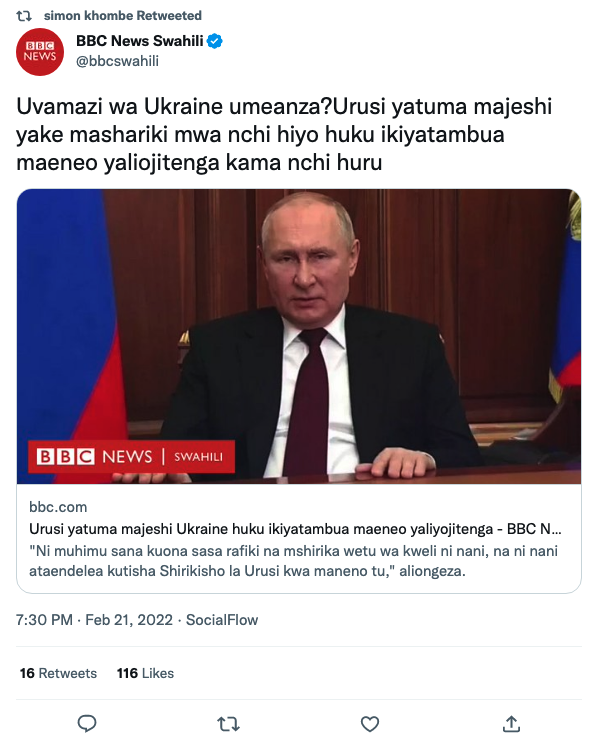 simon khombe Retweeted
BBC NEWS
BBC News Swahili
@bbcswahili
Uvamazi wa Ukraine umeanza?Urusi yatuma majeshi
yake mashariki mwa nchi hiyo huku ikiyatambua
maeneo yaliojitenga kama nchi huru
BBC NEWS | SWAHILI
bbc.com
Urusi yatuma majeshi Ukraine huku ikiyatambua maeneo yaliyojitenga - BBC N...
"Ni muhimu sana kuona sasa rafiki na mshirika wetu wa kweli ni nani, na ni nani
ataendelea kutisha Shirikisho la Urusi kwa maneno tu," aliongeza.
7:30 PM · Feb 21, 2022 · SocialFlow
16 Retweets 116 Likes